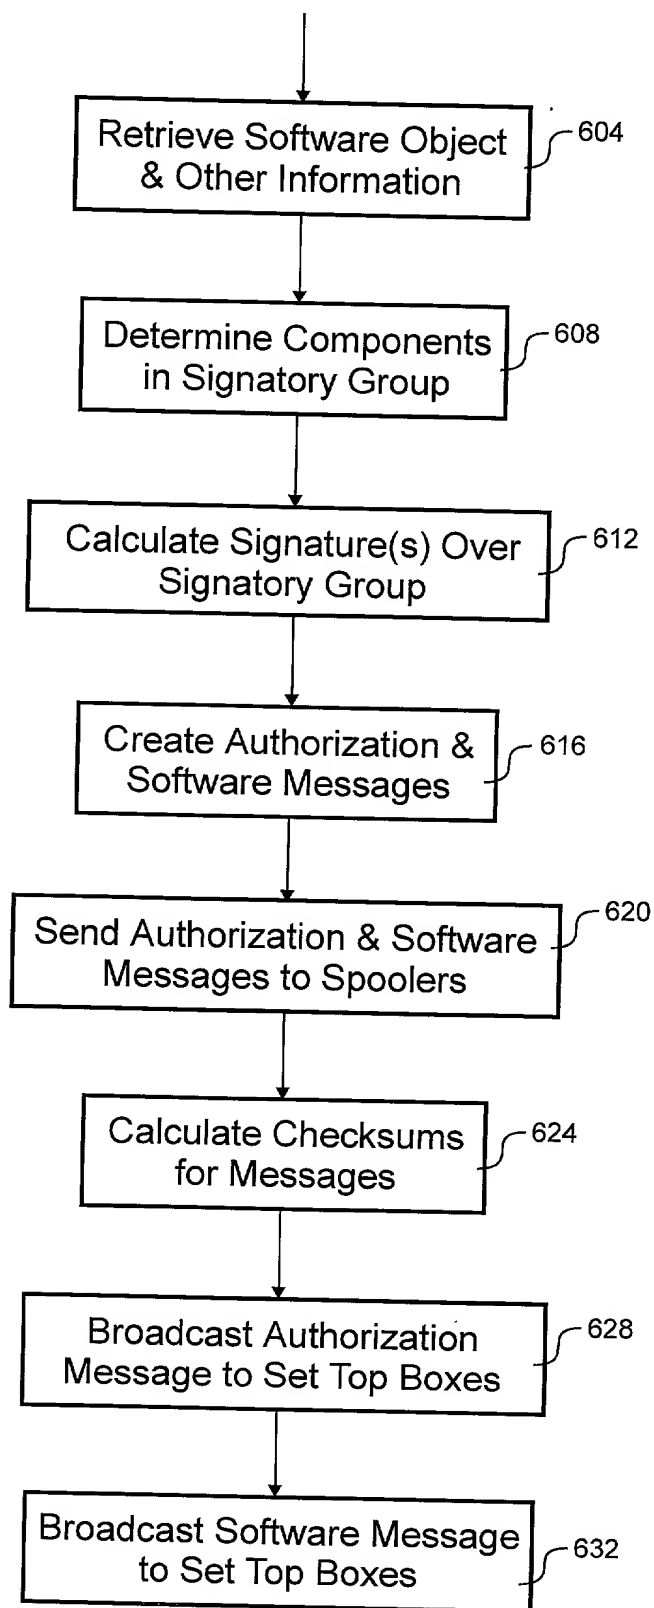 Retrieve Software Object
& Other Information
604
Determine Components
in Signatory Group
608
Calculate Signature(s) Over
Signatory Group
612
Create Authorization &
Software Messages
616
Send Authorization & Software
Messages to Spoolers
620
Calculate Checksums
for Messages
624
Broadcast Authorization
Message to Set Top Boxes
628
Broadcast Software Message
to Set Top Boxes
632